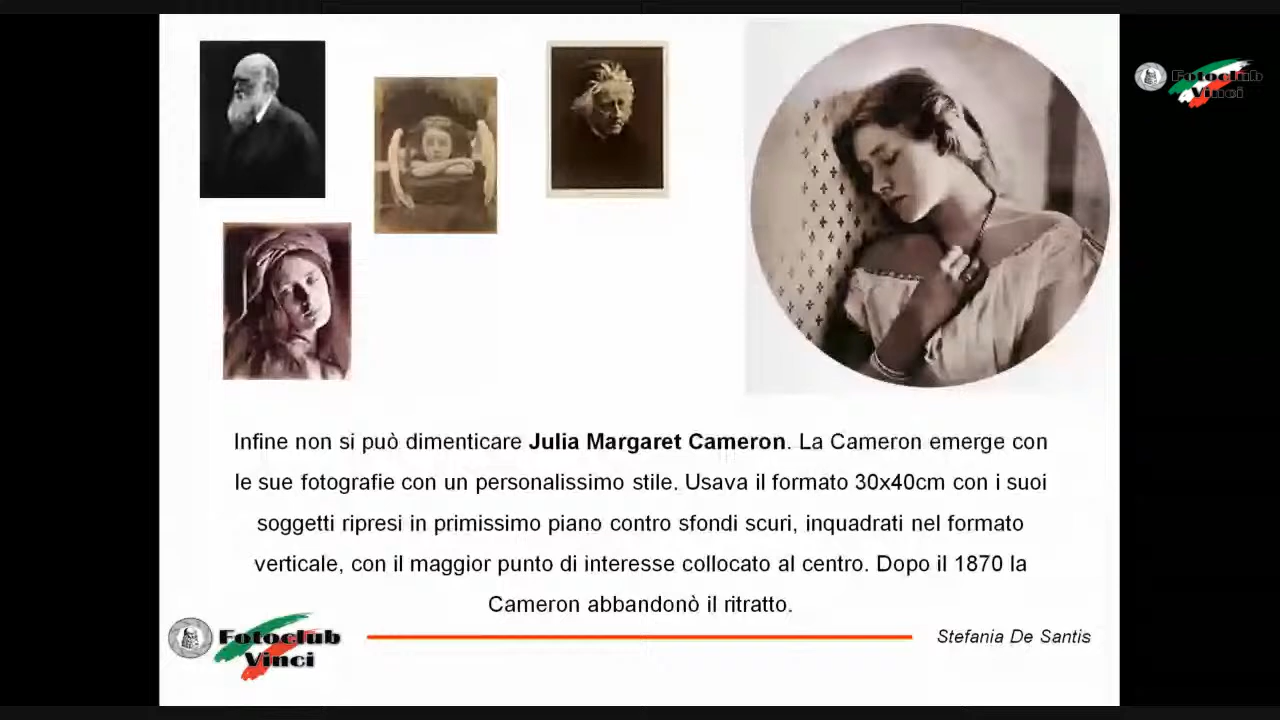 Fotoclub
Vinci
Infine non si può dimenticare Julia Margaret Cameron. La Cameron emerge con
le sue fotografie con un personalissimo stile. Usava il formato 30x40cm con i suoi
soggetti ripresi in primissimo piano contro sfondi scuri, inquadrati nel formato
verticale, con il maggior punto di interesse collocato al centro. Dopo il 1870 la
Cameron abbandonò il ritratto.
Fotoclub
Vinci
Stefania De Santis